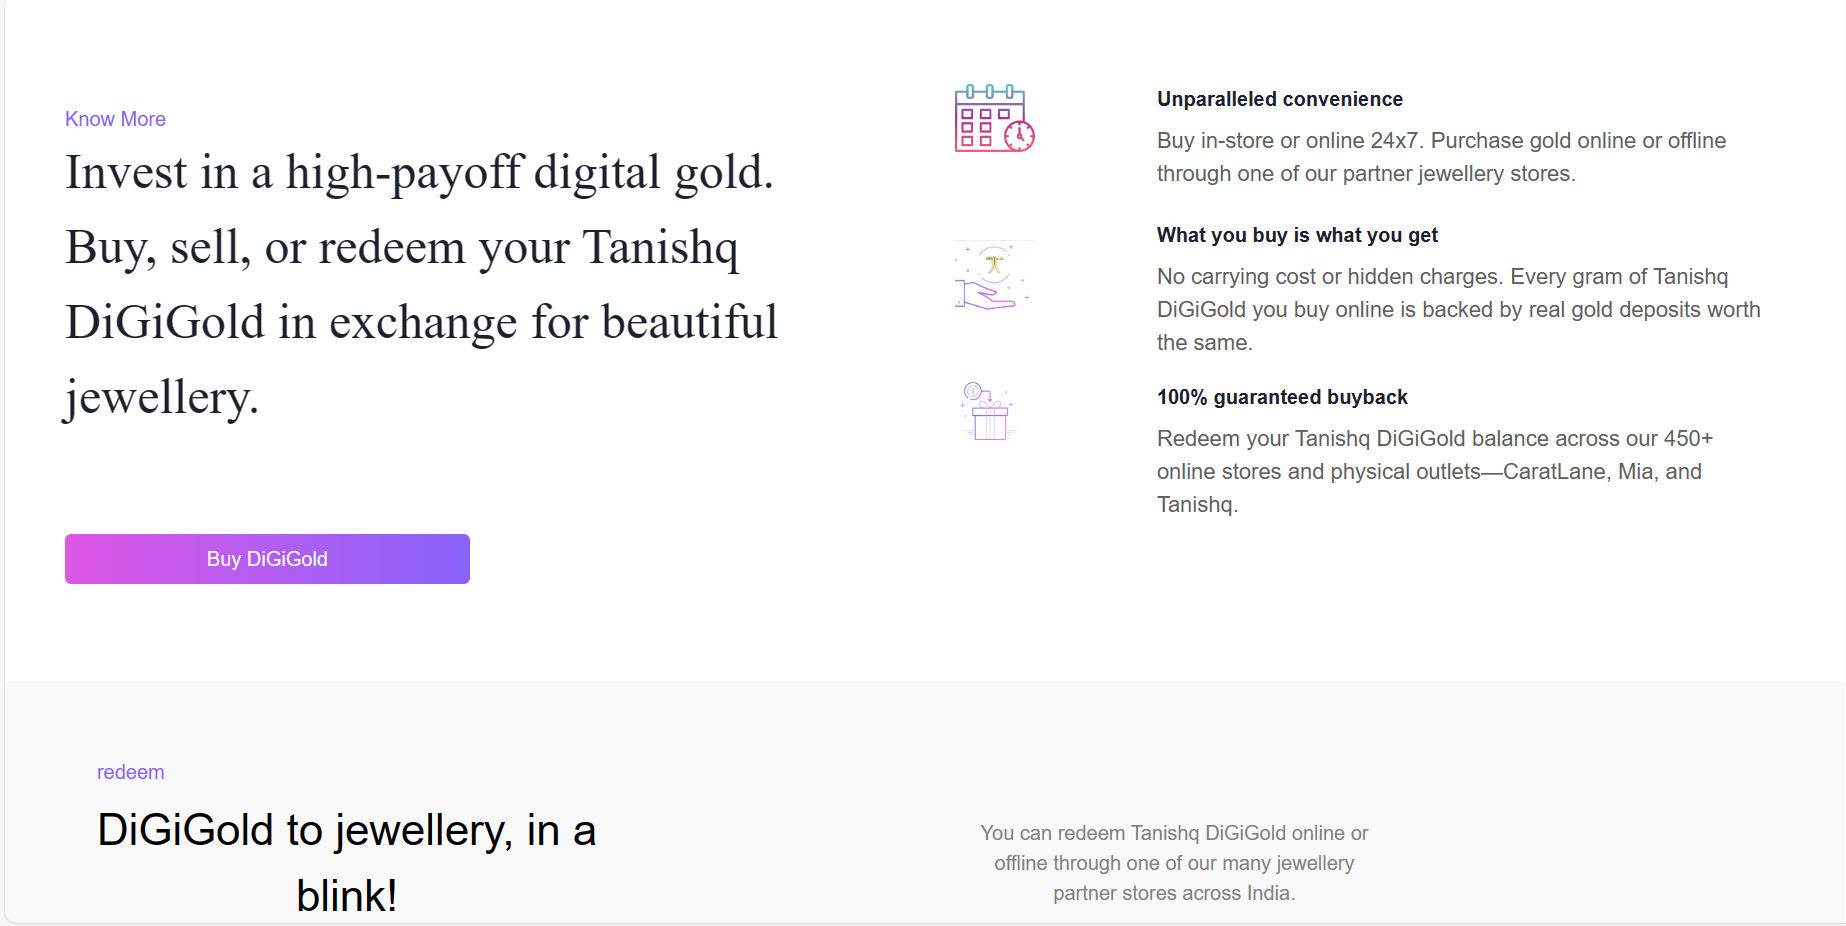 Know More
Invest in a high-payoff digital gold.
Buy, sell, or redeem your Tanishq
DiGiGold in exchange for beautiful
jewellery.
Buy DiGiGold
Unparalleled convenience
Buy in-store or online 24x7. Purchase gold online or offline
through one of our partner jewellery stores.
What you buy is what you get
No carrying cost or hidden charges. Every gram of Tanishq
DiGiGold you buy online is backed by real gold deposits worth
the same.
100% guaranteed buyback
Redeem your Tanishq DiGiGold balance across our 450+
online stores and physical outlets—CaratLane, Mia, and
Tanishq.
redeem
DiGiGold to jewellery, in a
blink!
You can redeem Tanishq DiGiGold online or
offline through one of our many jewellery
partner stores across India.